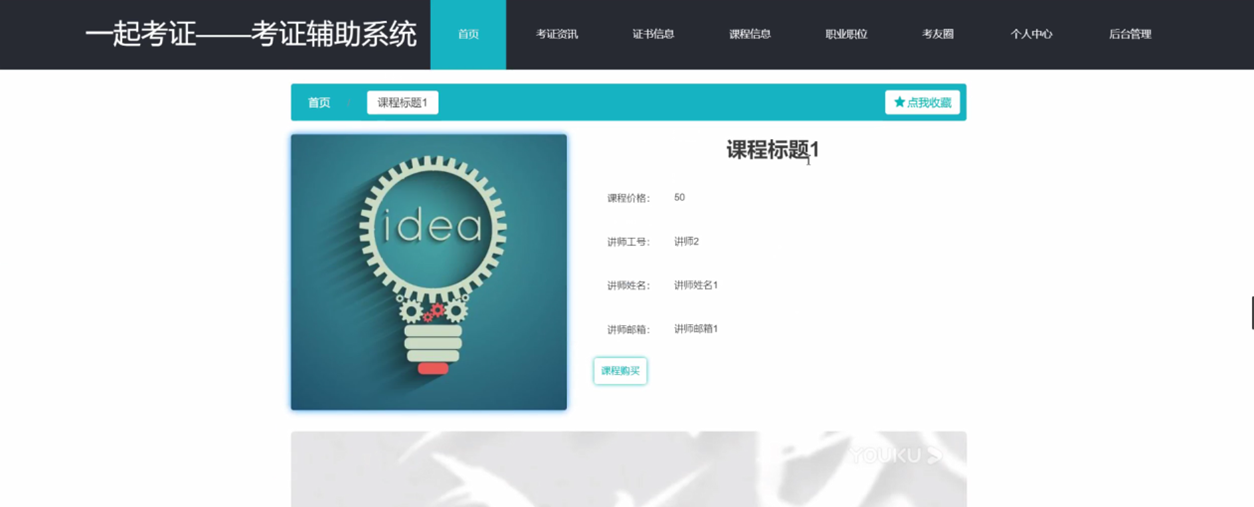 一起考证——考证辅助系统 首页 考证资讯 证书信息 课程信息 职业职位 考友圈 个人中心 后台管理
首页 / 课程标题1 ★点我收藏
课程标题1
idea
课程价格： 50
讲师工号： 讲师2
讲师姓名： 讲师姓名1
讲师邮箱： 讲师邮箱1
课程购买
YOUKU